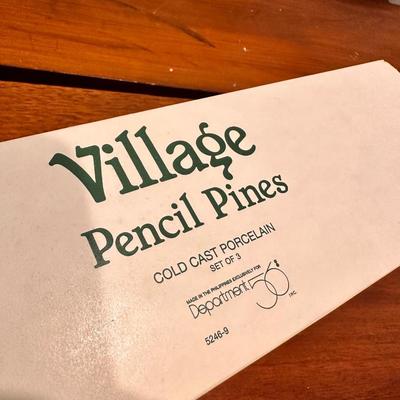 Village
Pencil Pines
COLD CAST PORCELAIN
SET OF 3
MADE IN THE PHILIPPINES EXCLUSIVELY FOR
Department 56® INC.
5246-9